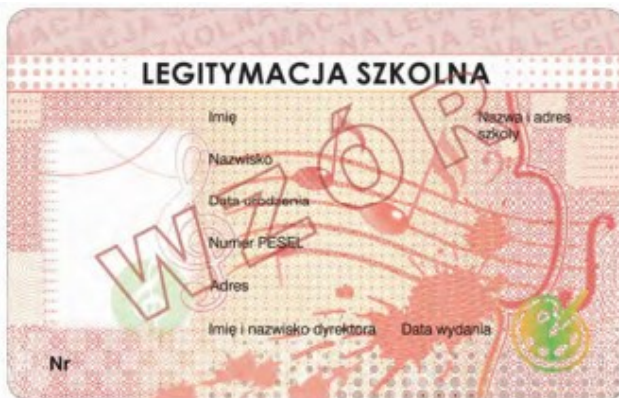 LEGITYMACJA SZKOLNA
Imię
Nazwa i adres
szkoły
Nazwisko
Data urodzenia
Numer PESEL
Adres
Imię i nazwisko dyrektora Data wydania
Nr
WZÓR